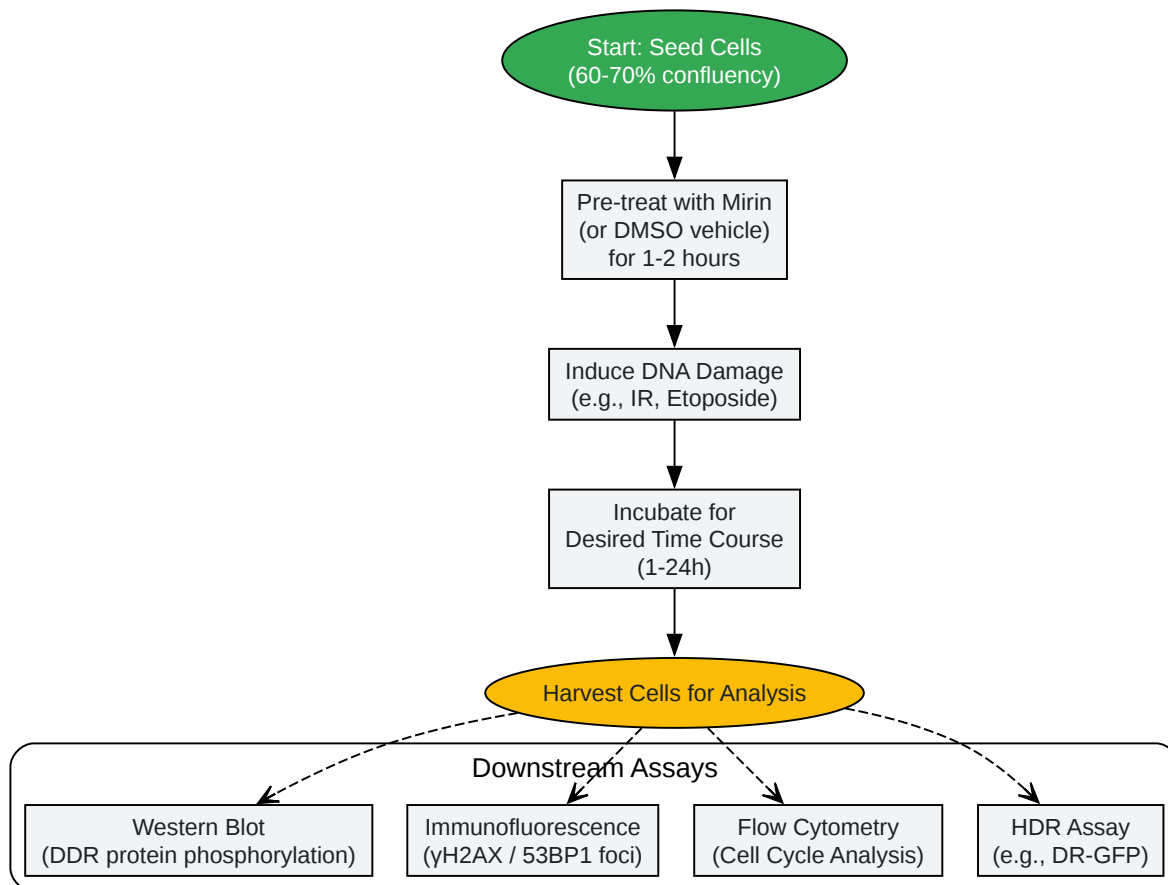 Start: Seed Cells
(60-70% confluency)
Pre-treat with Mirin
(or DMSO vehicle)
for 1-2 hours
Induce DNA Damage
(e.g., IR, Etoposide)
Incubate for
Desired Time Course
(1-24h)
Harvest Cells for Analysis
Downstream Assays
Western Blot
(DDR protein phosphorylation)
Immunofluorescence
(γH2AX / 53BP1 foci)
Flow Cytometry
(Cell Cycle Analysis)
HDR Assay
(e.g., DR-GFP)